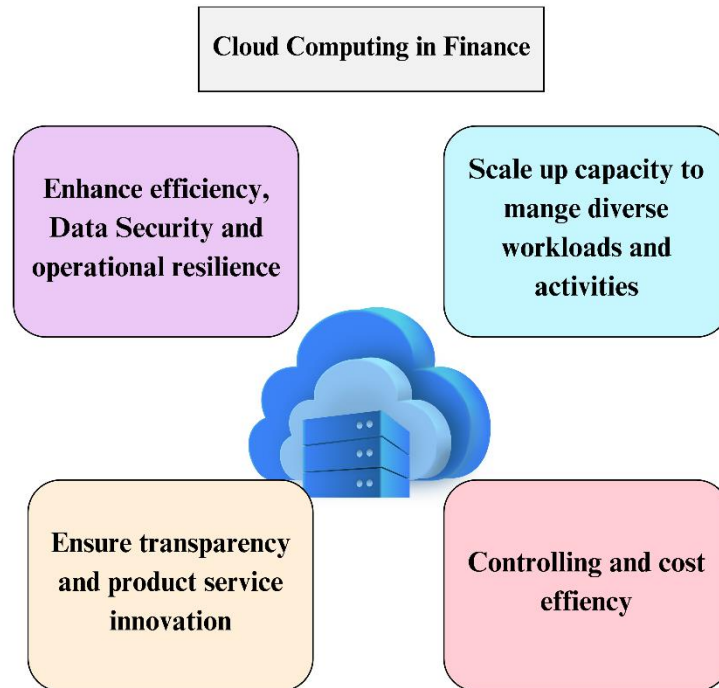 Cloud Computing in Finance
Enhance efficiency,
Data Security and
operational resilience
Scale up capacity to
mange diverse
workloads and
activities
Ensure transparency
and product service
innovation
Controlling and cost
effiency